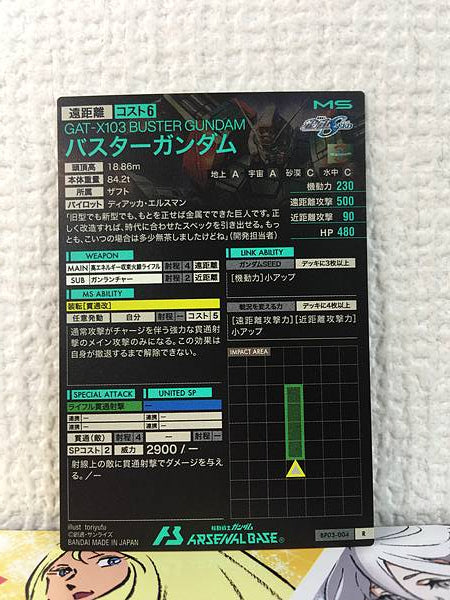 遠距離 コスト6
MS
GAT-X103 BUSTER GUNDAM
バスターガンダム
頭頂高 18.86m
本体重量 84.2t
所属 ザフト
パイロット ディアッカ・エルスマン
地上 A 宇宙 A 砂漠 C 水中 C
機動力 230
遠距離攻撃 500
近距離攻撃 90
HP 480
「旧型でも新型でも、もとを正せば金属でできた巨人です。正
しく改造すれば、時代に合わせたスペックを引き出せる。もっ
とも、こいつの場合は多少無茶しましたけどね」（開発担当者）
WEAPON
MAIN 高エネルギー収束火線ライフル 射程 4 遠距離
SUB ガンランチャー 射程 2 近距離
MS ABILITY
装転［貫通改］
任意発動 自分 ー コスト 5
通常攻撃がチャージを伴う強力な貫通射撃
のメイン攻撃のみになる。この効果は
自身が撤退するまで解除できない。
LINK ABILITY
ガンダムSEED デッキに3枚以上
［機動力］小アップ
戦況を変える力 デッキに4枚以上
［遠距離攻撃力］［近距離攻撃力］
小アップ
IMPACT AREA
SPECIAL ATTACK UNITED SP
ライフル貫通射撃 ー
連携 ー 連携 ー
連携 ー 連携 ー
貫通（敵） 射程 4 ー 射程 ー
SPコスト 2 威力 2900 / ー
射線上の敵に貫通射撃でダメージを与え
る。／ー
illust toriyufu
©創通・サンライズ
BANDAI MADE IN JAPAN
機動戦士ガンダム
ARSENAL BASE
BP03-004 R